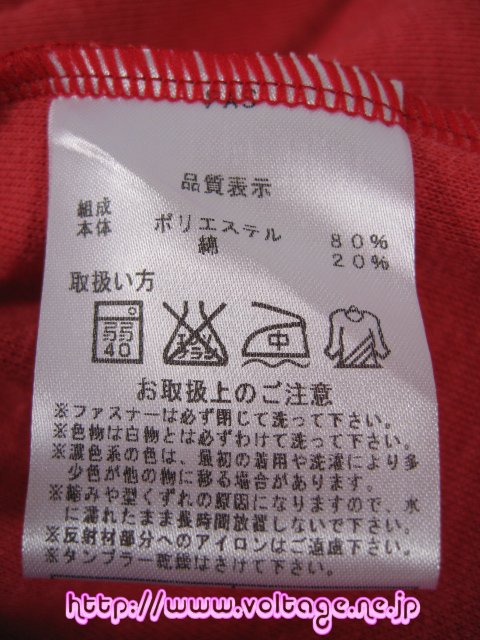 品質表示
組成
本体
ポリエステル 80%
綿 20%
取扱い方
弱
40
エンソ
中
お取扱上のご注意
※ファスナーは必ず閉じて洗って下さい。
※色物は白物とは必ずわけて洗って下さい。
※濃色系の色は、最初の着用や洗濯により多
少色が他の物に移る場合があります。
※縮みや型くずれの原因になりますので、水
に濡れたまま長時間放置しないで下さい。
※反射材部分へのアイロンはご遠慮下さい。
※タンブラー乾燥はさけて下さい。
http://www.voltage.ne.jp